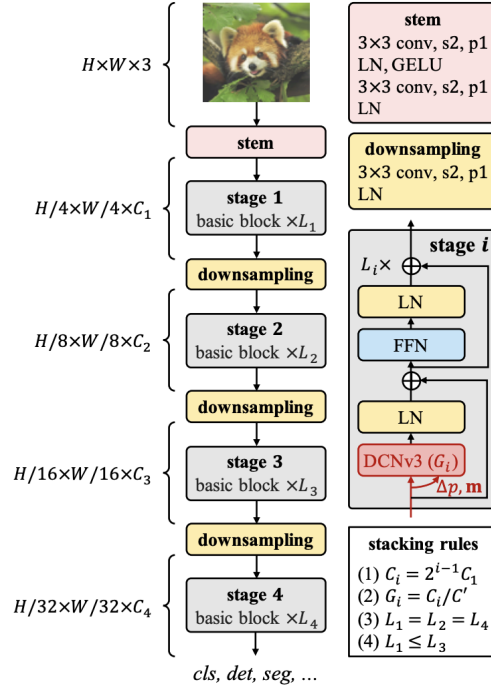 H×W×3
stem
H/4×W/4×C₁
stage 1
basic block ×L₁
downsampling
H/8×W/8×C₂
stage 2
basic block ×L₂
downsampling
H/16×W/16×C₃
stage 3
basic block ×L₃
downsampling
H/32×W/32×C₄
stage 4
basic block ×L₄
cls, det, seg, ...
stem
3×3 conv, s2, p1
LN, GELU
3×3 conv, s2, p1
LN
downsampling
3×3 conv, s2, p1
LN
stage i
Lᵢ×
LN
FFN
LN
DCNv3 (Gᵢ)
Δp, m
stacking rules
(1) Cᵢ = 2ⁱ⁻¹C₁
(2) Gᵢ = Cᵢ/C′
(3) L₁ = L₂ = L₄
(4) L₁ ≤ L₃